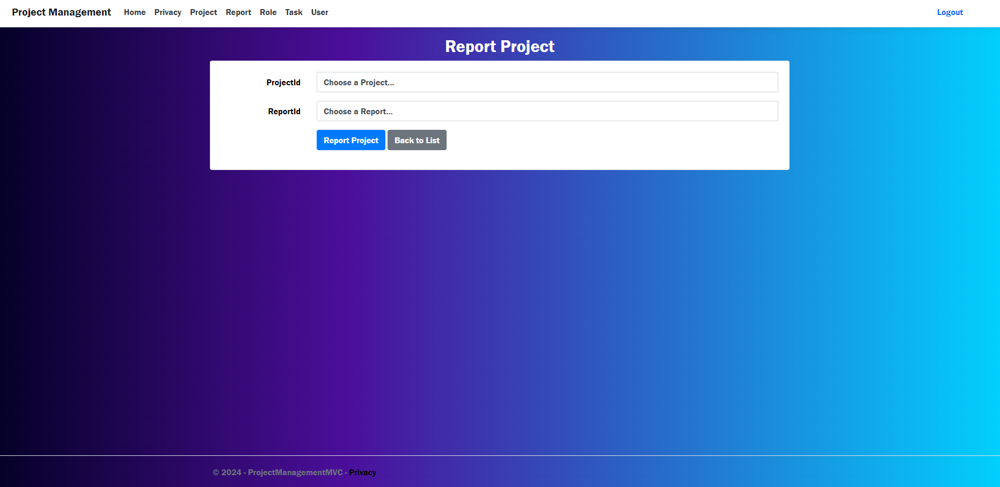 Project Management Home Privacy Project Report Role Task User Logout
Report Project
ProjectId Choose a Project...
ReportId Choose a Report...
Report Project Back to List
© 2024 - ProjectManagementMVC - Privacy